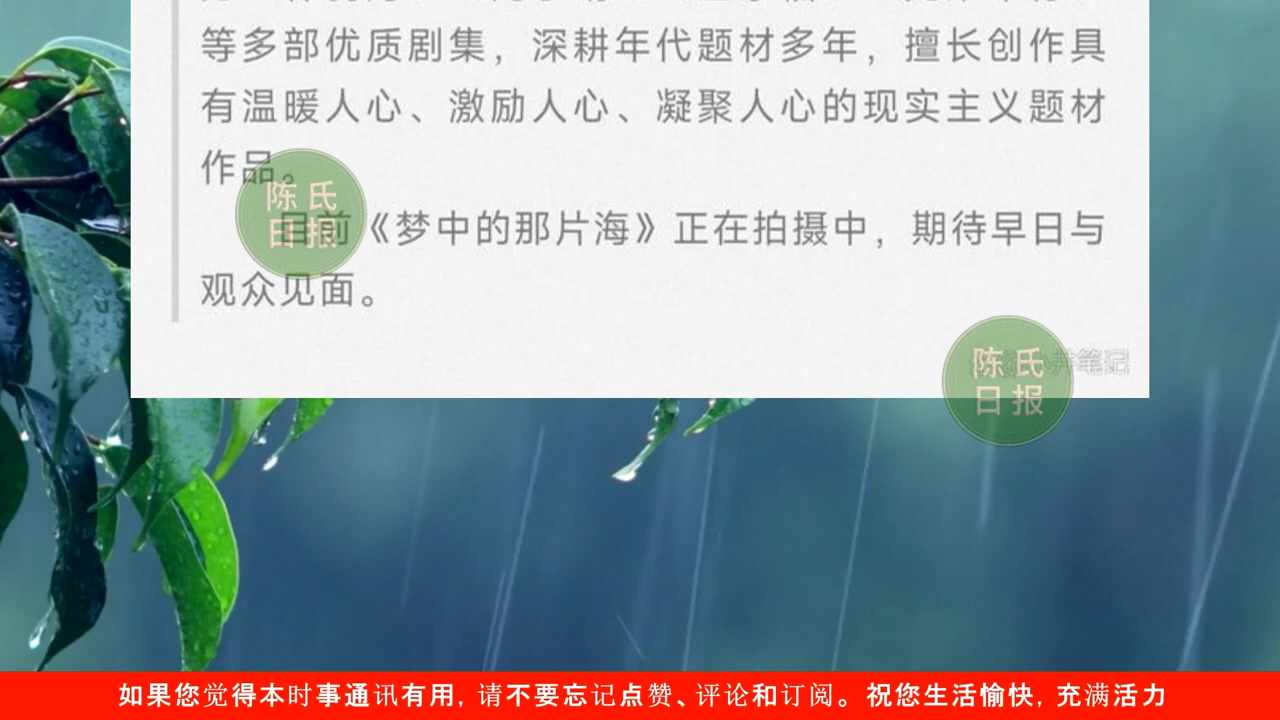 等多部优质剧集，深耕年代题材多年，擅长创作具
有温暖人心、激励人心、凝聚人心的现实主义题材
作品。
目前《梦中的那片海》正在拍摄中，期待早日与
观众见面。
陈氏
日报
陈氏
日报
笔记
如果您觉得本时事通讯有用，请不要忘记点赞、评论和订阅。祝您生活愉快，充满活力